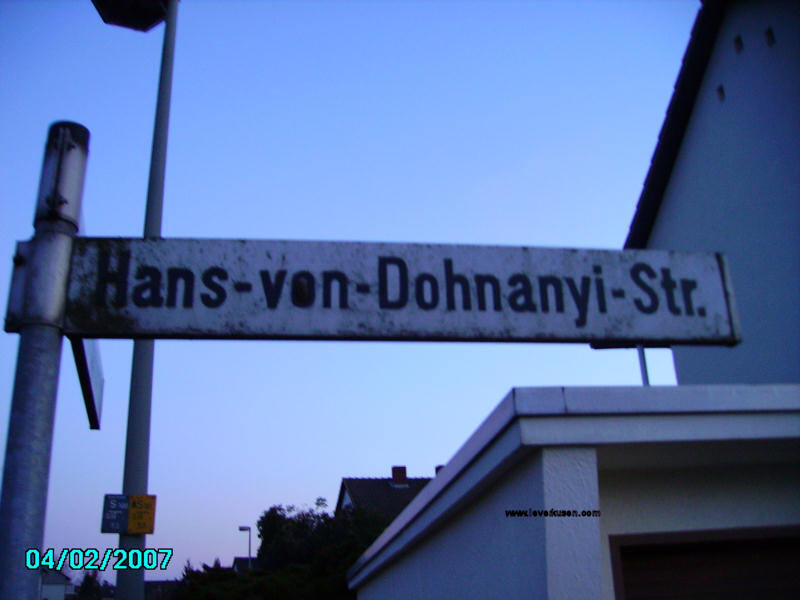 Hans-von-Dohnanyi-Str.
www.leverkusen.com
04/02/2007